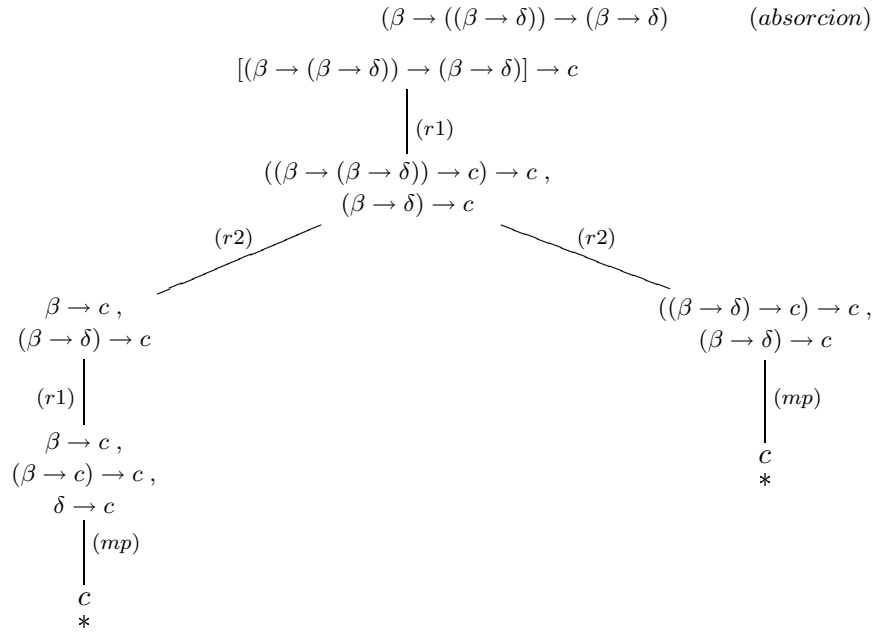 (β → ((β → δ)) → (β → δ) (absorcion)
[(β → (β → δ)) → (β → δ)] → c
(r1)
((β → (β → δ)) → c) → c ,
(β → δ) → c
(r2) (r2)
β → c , ((β → δ) → c) → c ,
(β → δ) → c (β → δ) → c
(r1) (mp)
β → c ,
(β → c) → c , c
δ → c *
(mp)
c
*